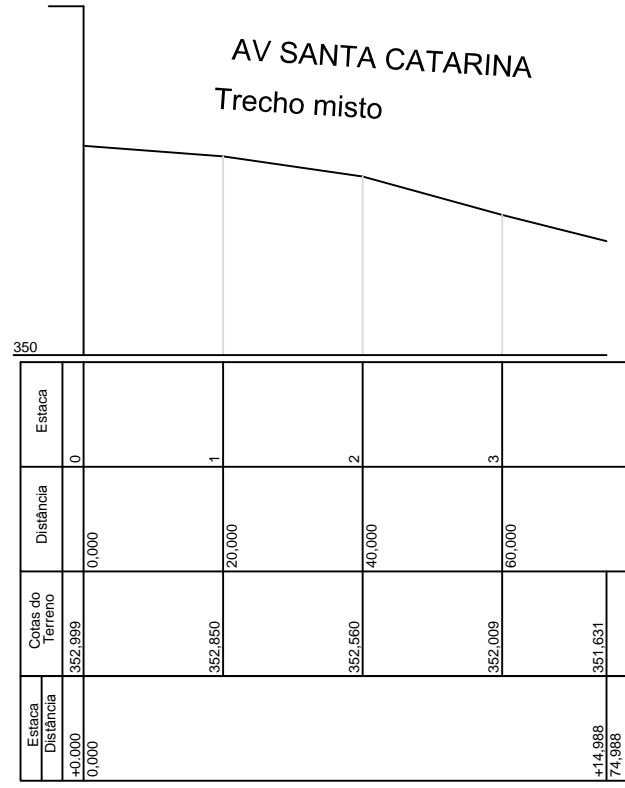 AV SANTA CATARINA
Trecho misto
350
Estaca
0
1
2
3
Distância
0,000
20,000
40,000
60,000
Cotas do
Terreno
352,999
352,850
352,560
352,009
351,631
Estaca
Distância
+0.000
0,000
+14,988
74,988